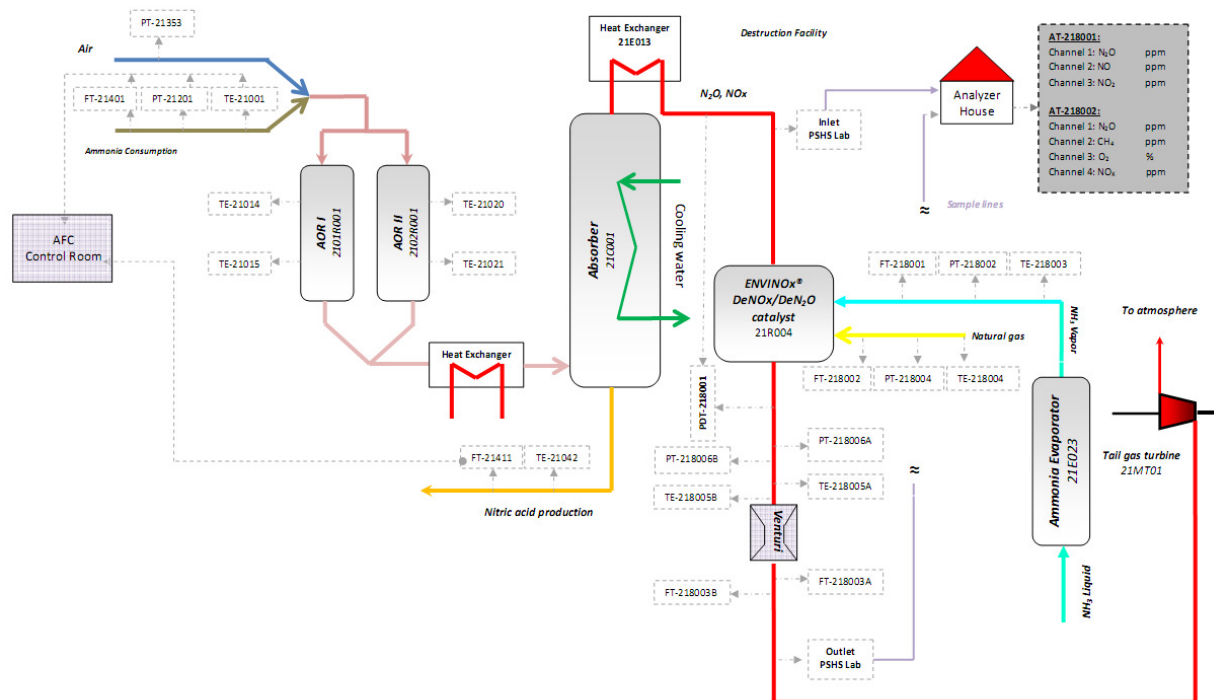 PT-21353
Air
FT-21401
PT-21201
TE-21001
Ammonia Consumption
AFC
Control Room
TE-21014
TE-21015
AOR I
2101R001
AOR II
2102R001
TE-21020
TE-21021
Heat Exchanger
FT-21411
TE-21042
Nitric acid production
Absorber
21C001
Cooling water
Heat Exchanger
21E013
Destruction Facility
N₂O, NOx
Inlet
PSHS Lab
Analyzer
House
Sample lines
≈
AT-218001:
Channel 1: N₂O ppm
Channel 2: NO ppm
Channel 3: NO₂ ppm
AT-218002:
Channel 1: N₂O ppm
Channel 2: CH₄ ppm
Channel 3: O₂ %
Channel 4: NOₓ ppm
ENVINOx®
DeNOx/DeN₂O
catalyst
21R004
FT-218001
PT-218002
TE-218003
Natural gas
FT-218002
PT-218004
TE-218004
NH₃ Vapor
Ammonia Evaporator
21E023
NH₃ Liquid
To atmosphere
Tail gas turbine
21MT01
PDT-218001
PT-218006A
PT-218006B
TE-218005A
TE-218005B
Venturi
≈
FT-218003A
FT-218003B
Outlet
PSHS Lab